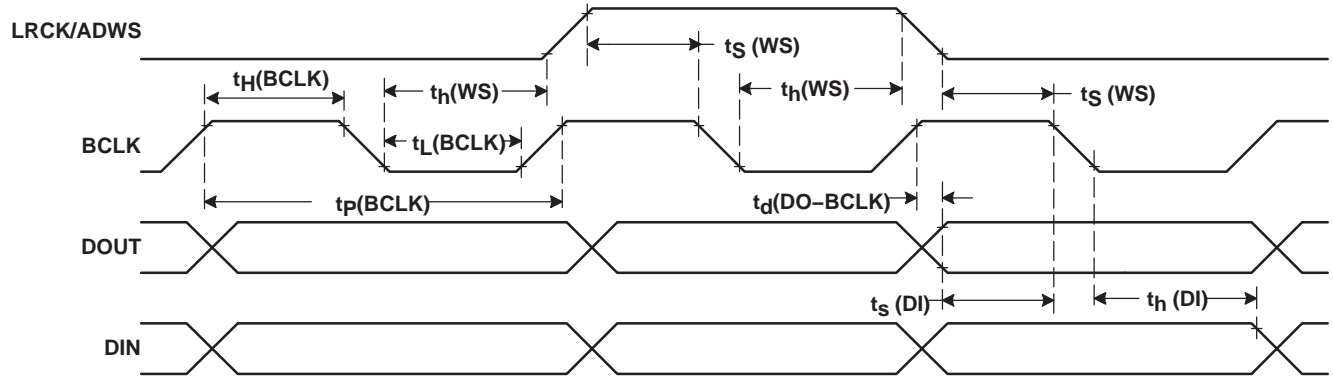 LRCK/ADWS
tS (WS)
tH(BCLK)
th(WS)
th(WS)
tS (WS)
BCLK
tL(BCLK)
tP(BCLK)
td(DO−BCLK)
DOUT
ts (DI)
th (DI)
DIN